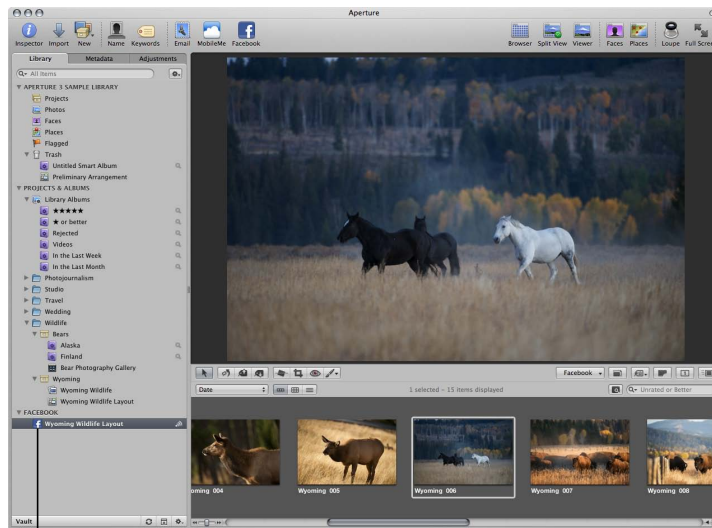 Aperture
Inspector Import New Name Keywords Email MobileMe Facebook Browser Split View Viewer Faces Places Loupe Full Screen
Library Metadata Adjustments
All Items
APERTURE 3 SAMPLE LIBRARY
Projects
Photos
Faces
Places
Flagged
Trash
Untitled Smart Album
Preliminary Arrangement
PROJECTS & ALBUMS
Library Albums
★★★★★
★ or better
Rejected
Videos
In the Last Week
In the Last Month
Photojournalism
Studio
Travel
Wedding
Wildlife
Bears
Alaska
Finland
Bear Photography Gallery
Wyoming
Wyoming Wildlife
Wyoming Wildlife Layout
FACEBOOK
Wyoming Wildlife Layout
Vault
Facebook
Date 1 selected – 15 items displayed Unrated or Better
oming 004 Wyoming 005 Wyoming 006 Wyoming 007 Wyoming 008